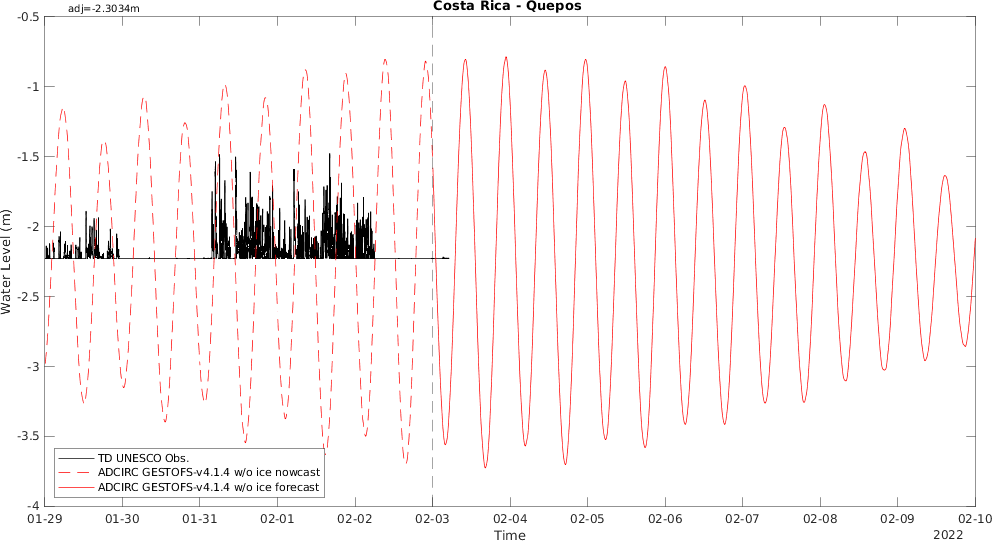 adj=-2.3034m
Costa Rica - Quepos
-0.5
-1
-1.5
-2
-2.5
-3
-3.5
-4
Water Level (m)
TD UNESCO Obs.
ADCIRC GESTOFS-v4.1.4 w/o ice nowcast
ADCIRC GESTOFS-v4.1.4 w/o ice forecast
01-29 01-30 01-31 02-01 02-02 02-03 02-04 02-05 02-06 02-07 02-08 02-09 02-10
Time
2022